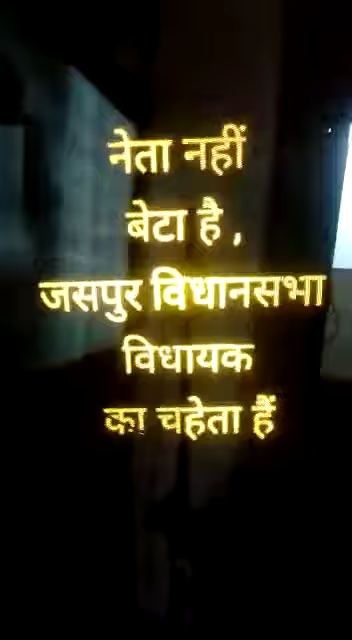 नेता नहीं
बेटा है ,
जसपुर विधानसभा
विधायक
का चहेता हैं